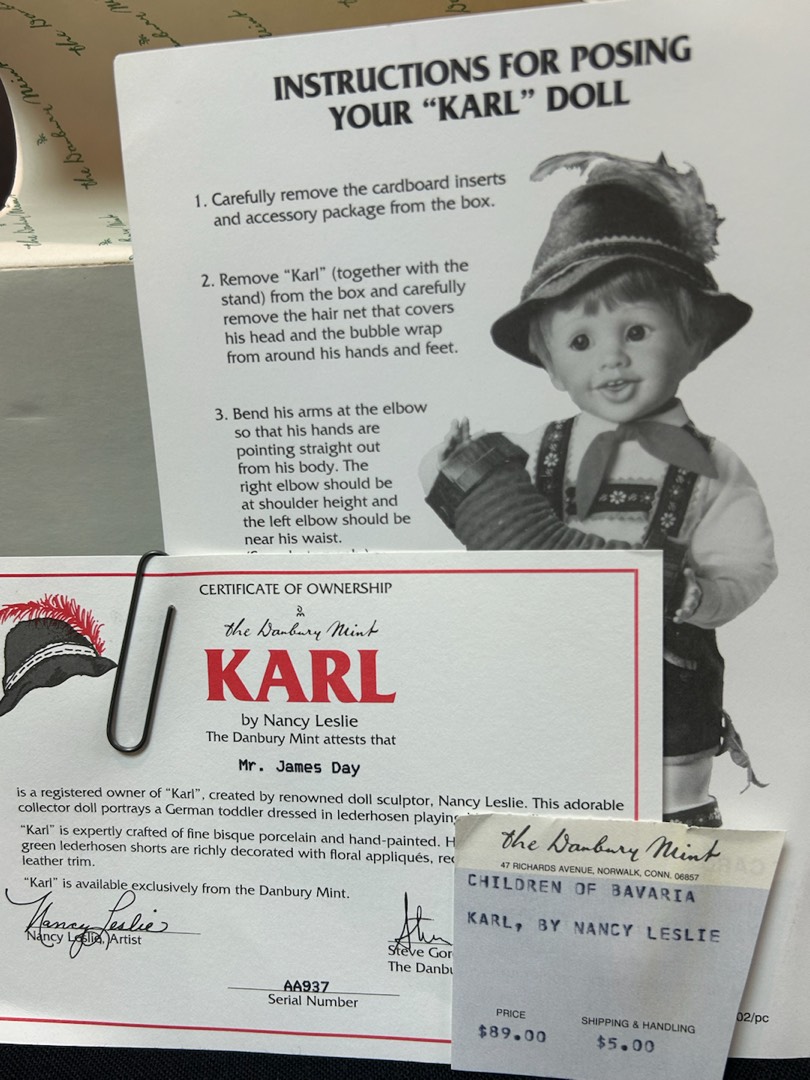 the Danbury Mint
INSTRUCTIONS FOR POSING
YOUR “KARL” DOLL
1. Carefully remove the cardboard inserts
and accessory package from the box.
2. Remove “Karl” (together with the
stand) from the box and carefully
remove the hair net that covers
his head and the bubble wrap
from around his hands and feet.
3. Bend his arms at the elbow
so that his hands are
pointing straight out
from his body. The
right elbow should be
at shoulder height and
the left elbow should be
near his waist.
CERTIFICATE OF OWNERSHIP
the Danbury Mint
KARL
by Nancy Leslie
The Danbury Mint attests that
Mr. James Day
is a registered owner of “Karl”, created by renowned doll sculptor, Nancy Leslie. This adorable
collector doll portrays a German toddler dressed in lederhosen playing
“Karl” is expertly crafted of fine bisque porcelain and hand-painted. H
green lederhosen shorts are richly decorated with floral appliqués, re
leather trim.
“Karl” is available exclusively from the Danbury Mint.
Nancy Leslie
Nancy Leslie, Artist
Steve Gor
The Danb
AA937
Serial Number
the Danbury Mint
47 RICHARDS AVENUE, NORWALK, CONN. 06857
CHILDREN OF BAVARIA
KARL, BY NANCY LESLIE
PRICE
$89.00
SHIPPING & HANDLING
$5.00
02/pc